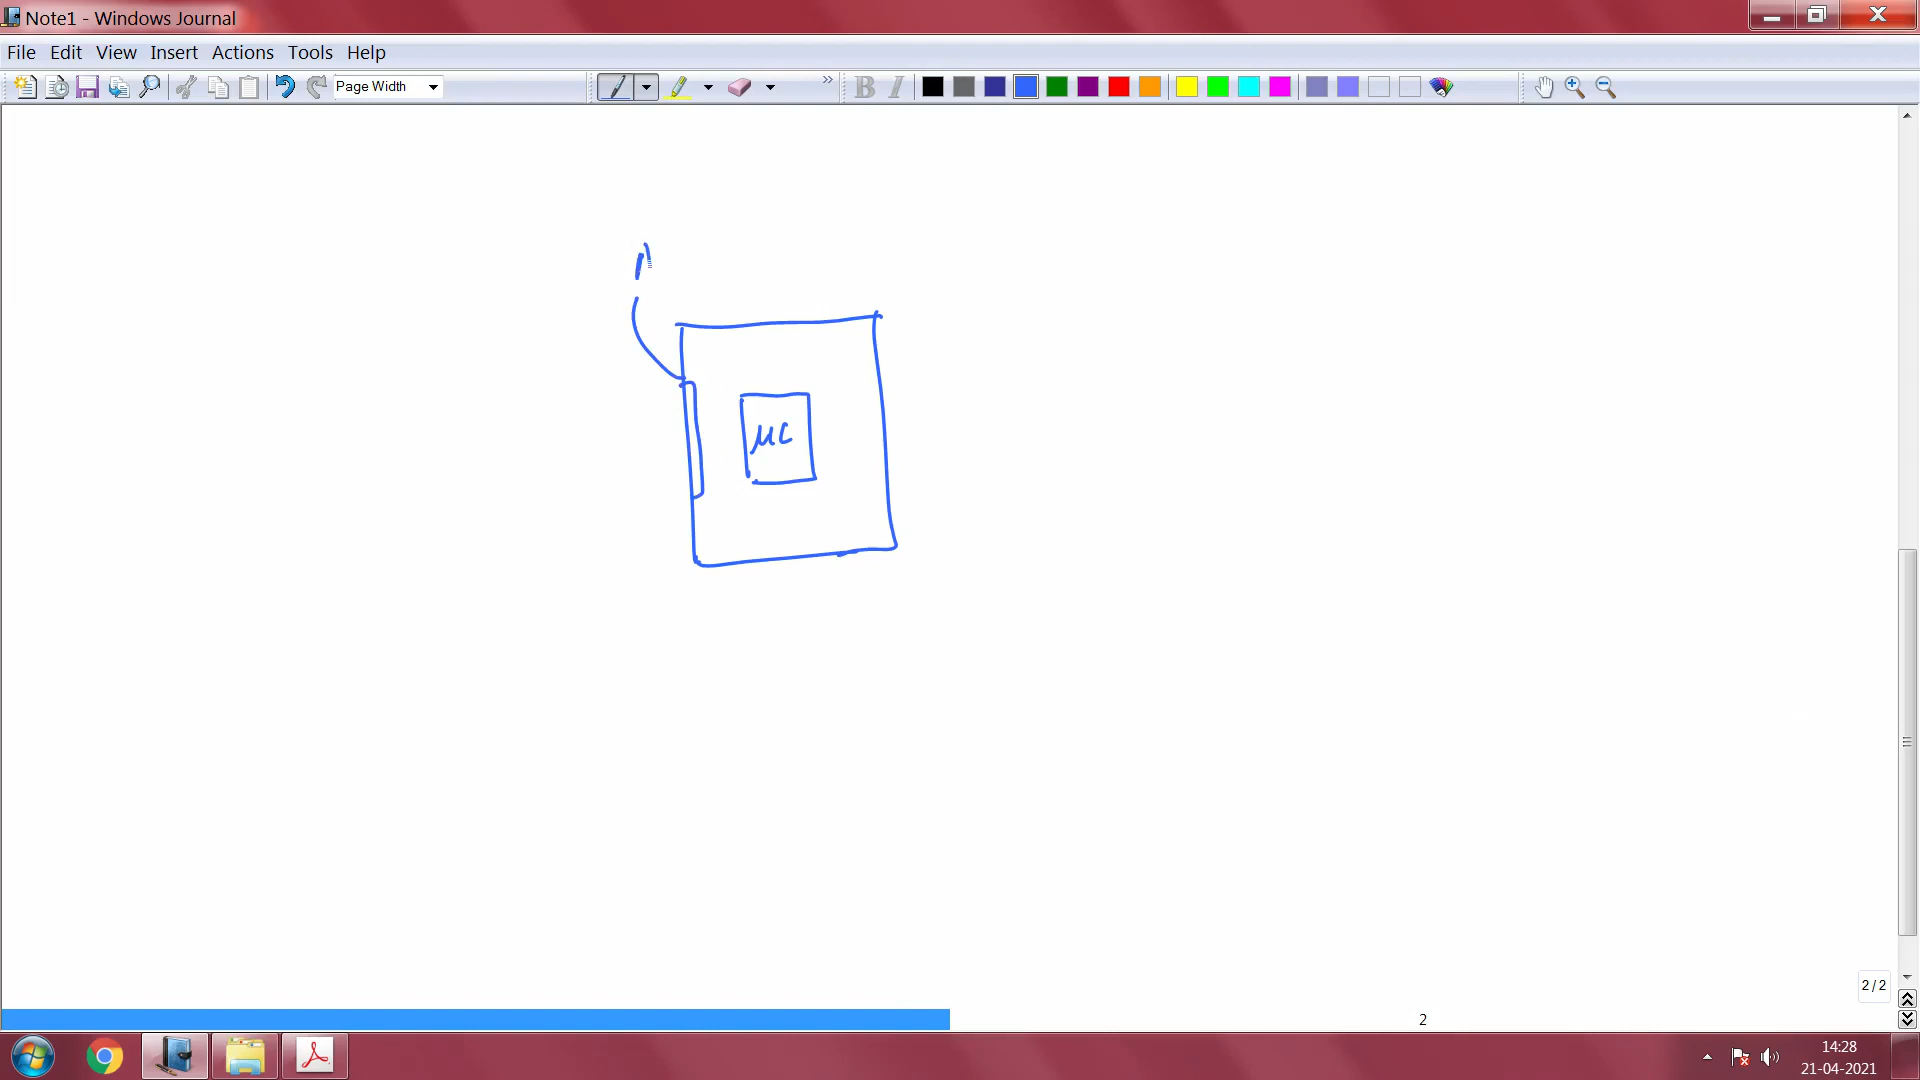 Note1 - Windows Journal
File Edit View Insert Actions Tools Help
Page Width » B I
μC
2 / 2
2
14:28
21-04-2021